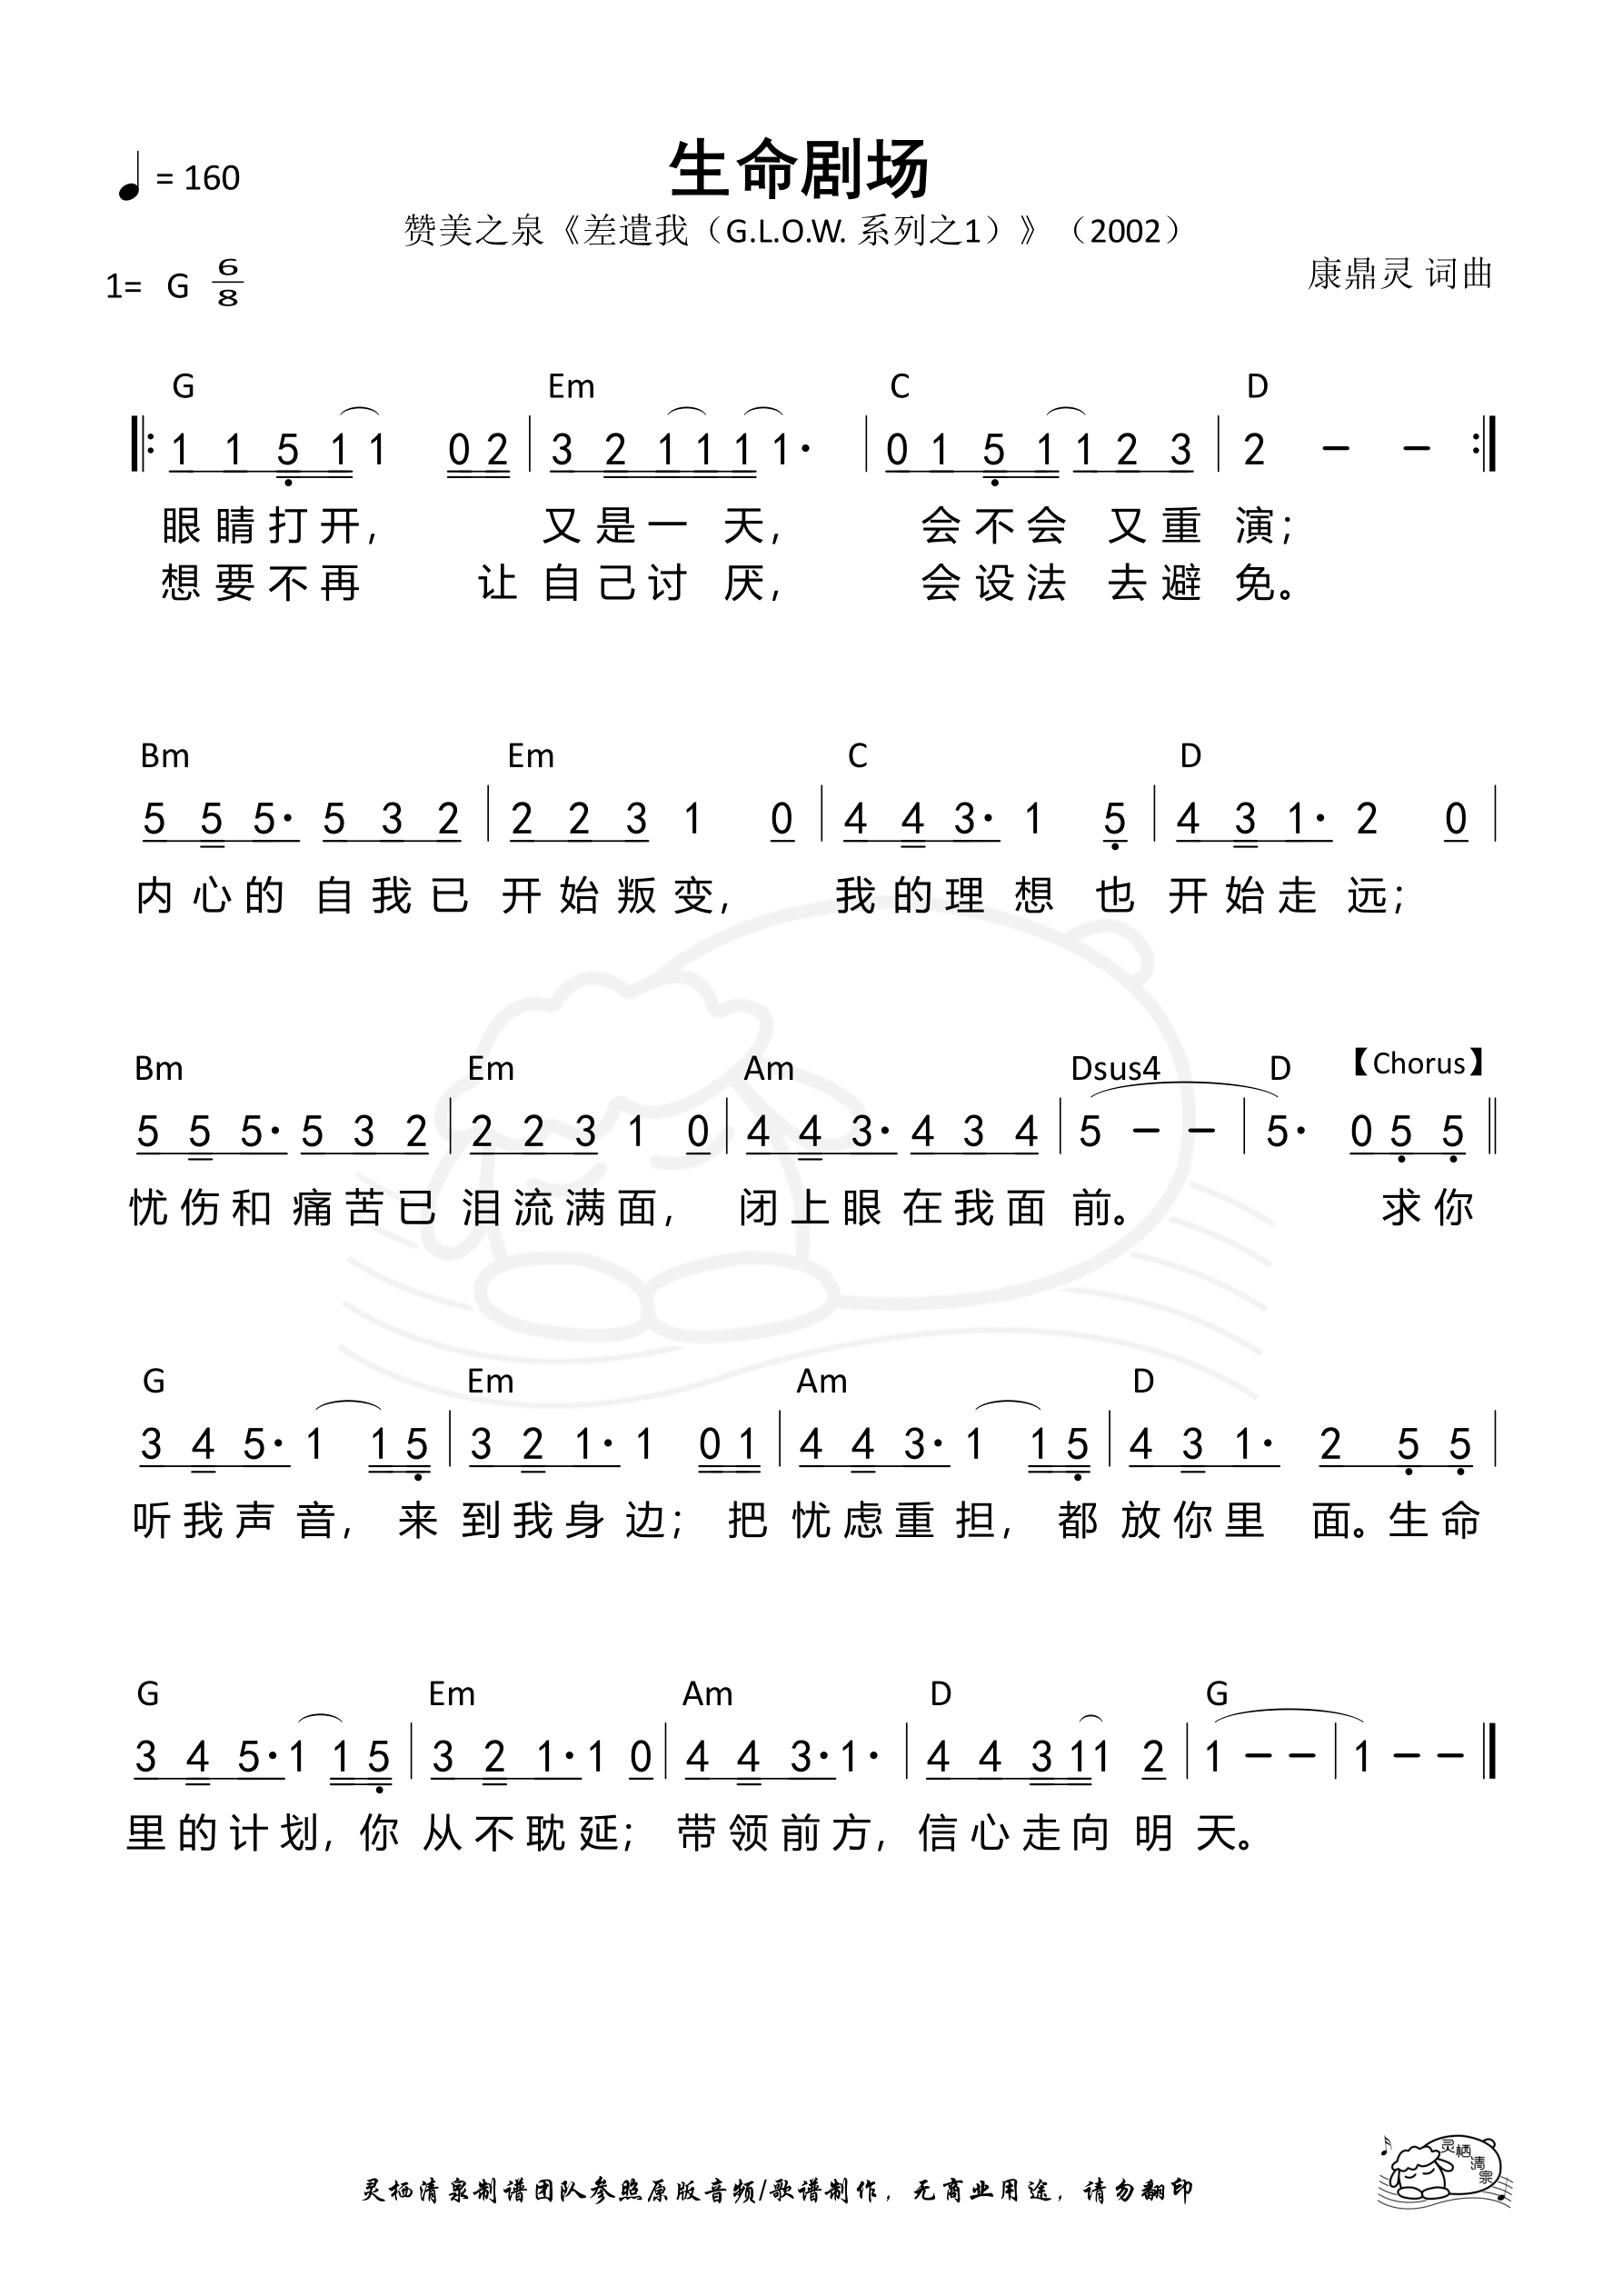 生命剧场
♩ = 160
赞美之泉《差遣我（G.L.O.W. 系列之1）》（2002）
康鼎灵 词曲
1= G 6/8
G Em C D
1 1 5 1 1 0 2 | 3 2 1 1 1 1· | 0 1 5 1 1 2 3 | 2 – – :|
眼睛打开， 又是一天， 会不会又重演；
想要不再 让自己讨厌， 会设法去避免。
Bm Em C D
5 5 5· 5 3 2 | 2 2 3 1 0 | 4 4 3· 1 5 | 4 3 1· 2 0 |
内心的自我已开始叛变， 我的理想也开始走远；
Bm Em Am Dsus4 D 【Chorus】
5 5 5· 5 3 2 | 2 2 3 1 0 | 4 4 3· 4 3 4 | 5 – – | 5· 0 5 5 ||
忧伤和痛苦已泪流满面， 闭上眼在我面前。 求你
G Em Am D
3 4 5· 1 1 5 | 3 2 1· 1 0 1 | 4 4 3· 1 1 5 | 4 3 1· 2 5 5 |
听我声音， 来到我身边； 把忧虑重担， 都放你里面。生命
G Em Am D G
3 4 5· 1 1 5 | 3 2 1· 1 0 | 4 4 3· 1· | 4 4 3 1 1 2 | 1 – – | 1 – – ||
里的计划，你从不耽延； 带领前方，信心走向明天。
灵栖清泉
灵栖清泉制谱团队参照原版音频/歌谱制作，无商业用途，请勿翻印